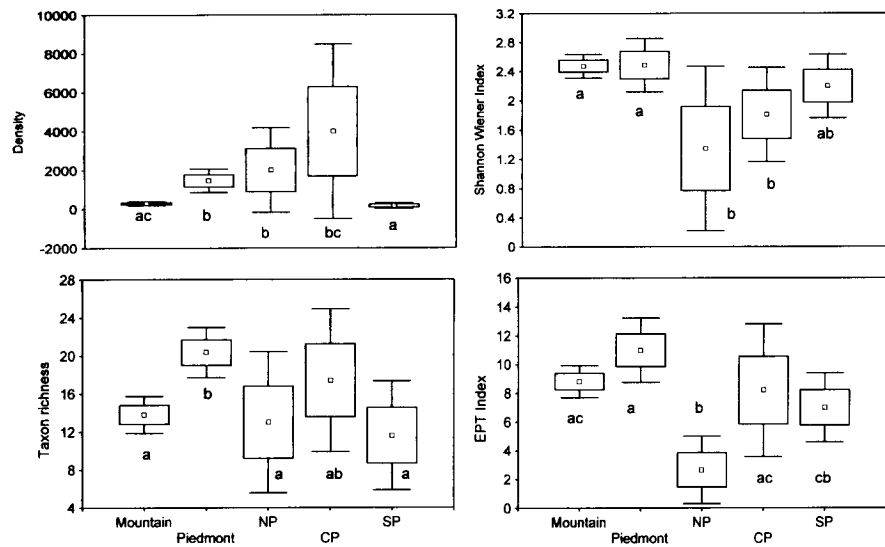 10000
8000
6000
4000
2000
0
-2000
Density
ac
b
b
bc
a
3.2
2.8
2.4
2
1.6
1.2
0.8
0.4
0
Shannon Wiener Index
a
a
b
b
ab
28
24
20
16
12
8
4
Taxon richness
a
b
a
ab
a
Mountain
Piedmont
NP
CP
SP
16
14
12
10
8
6
4
2
0
EPT Index
ac
a
b
ac
cb
Mountain
Piedmont
NP
CP
SP